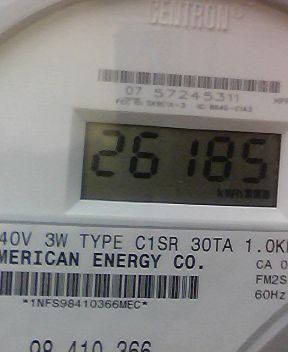 CENTRON
07 57245311
26185
kWh
40V 3W TYPE C1SR 30TA 1.0K
MERICAN ENERGY CO.
CA 0
FM2S
60Hz
*1NFS98410366MEC*
98 410 366